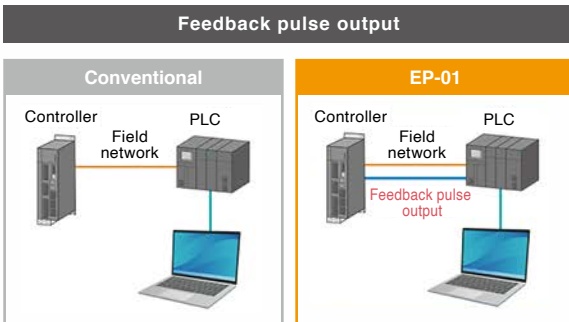 Feedback pulse output
Conventional
Controller
PLC
Field
network
EP-01
Controller
PLC
Field
network
Feedback pulse
output